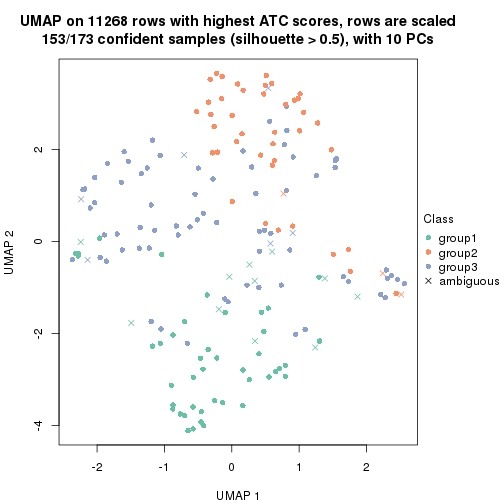 UMAP on 11268 rows with highest ATC scores, rows are scaled
153/173 confident samples (silhouette > 0.5), with 10 PCs
UMAP 2
2
0
-2
-4
-2
-1
0
1
2
UMAP 1
Class
group1
group2
group3
ambiguous